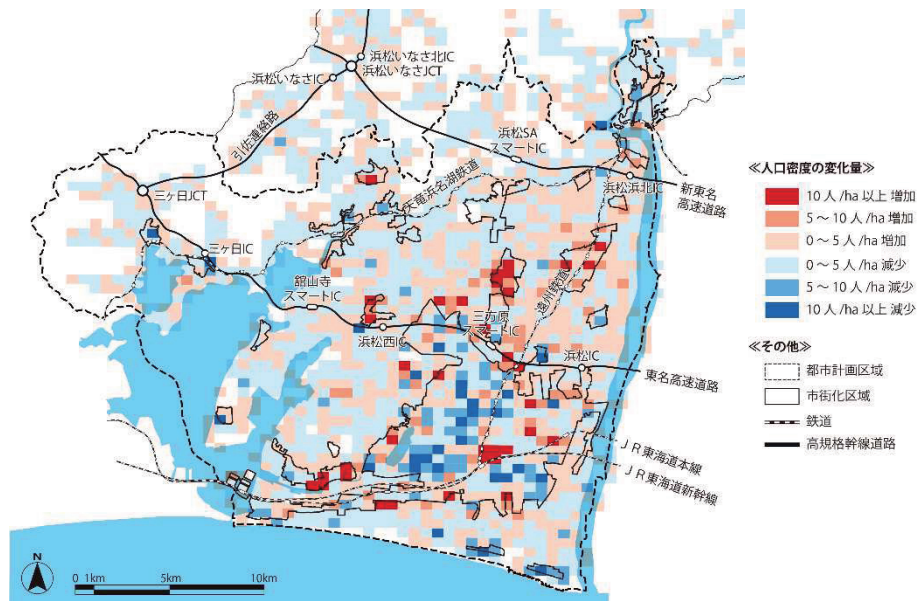 浜松いなさ北IC
浜松いなさIC
浜松いなさJCT
引佐連絡路
浜松SA
スマートIC
三ヶ日JCT
天竜浜名湖鉄道
浜松浜北IC
新東名
高速道路
三ヶ日IC
舘山寺
スマートIC
遠州鉄道
三方原
スマートIC
浜松西IC
浜松IC
東名高速道路
JR東海道本線
JR東海道新幹線
N
0 1km 5km 10km
≪人口密度の変化量≫
10人/ha以上 増加
5~10人/ha 増加
0~5人/ha 増加
0~5人/ha 減少
5~10人/ha 減少
10人/ha以上 減少
≪その他≫
都市計画区域
市街化区域
鉄道
高規格幹線道路